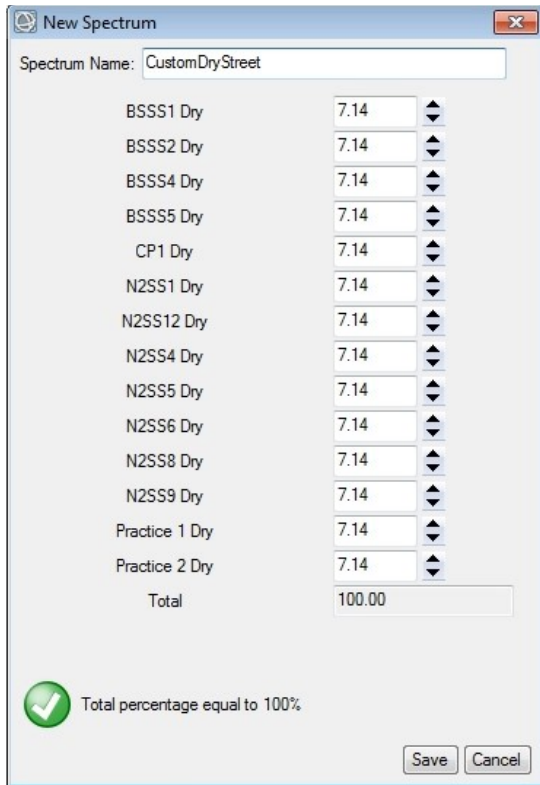 New Spectrum
Spectrum Name: CustomDryStreet
BSSS1 Dry 7.14
BSSS2 Dry 7.14
BSSS4 Dry 7.14
BSSS5 Dry 7.14
CP1 Dry 7.14
N2SS1 Dry 7.14
N2SS12 Dry 7.14
N2SS4 Dry 7.14
N2SS5 Dry 7.14
N2SS6 Dry 7.14
N2SS8 Dry 7.14
N2SS9 Dry 7.14
Practice 1 Dry 7.14
Practice 2 Dry 7.14
Total 100.00
Total percentage equal to 100%
Save Cancel